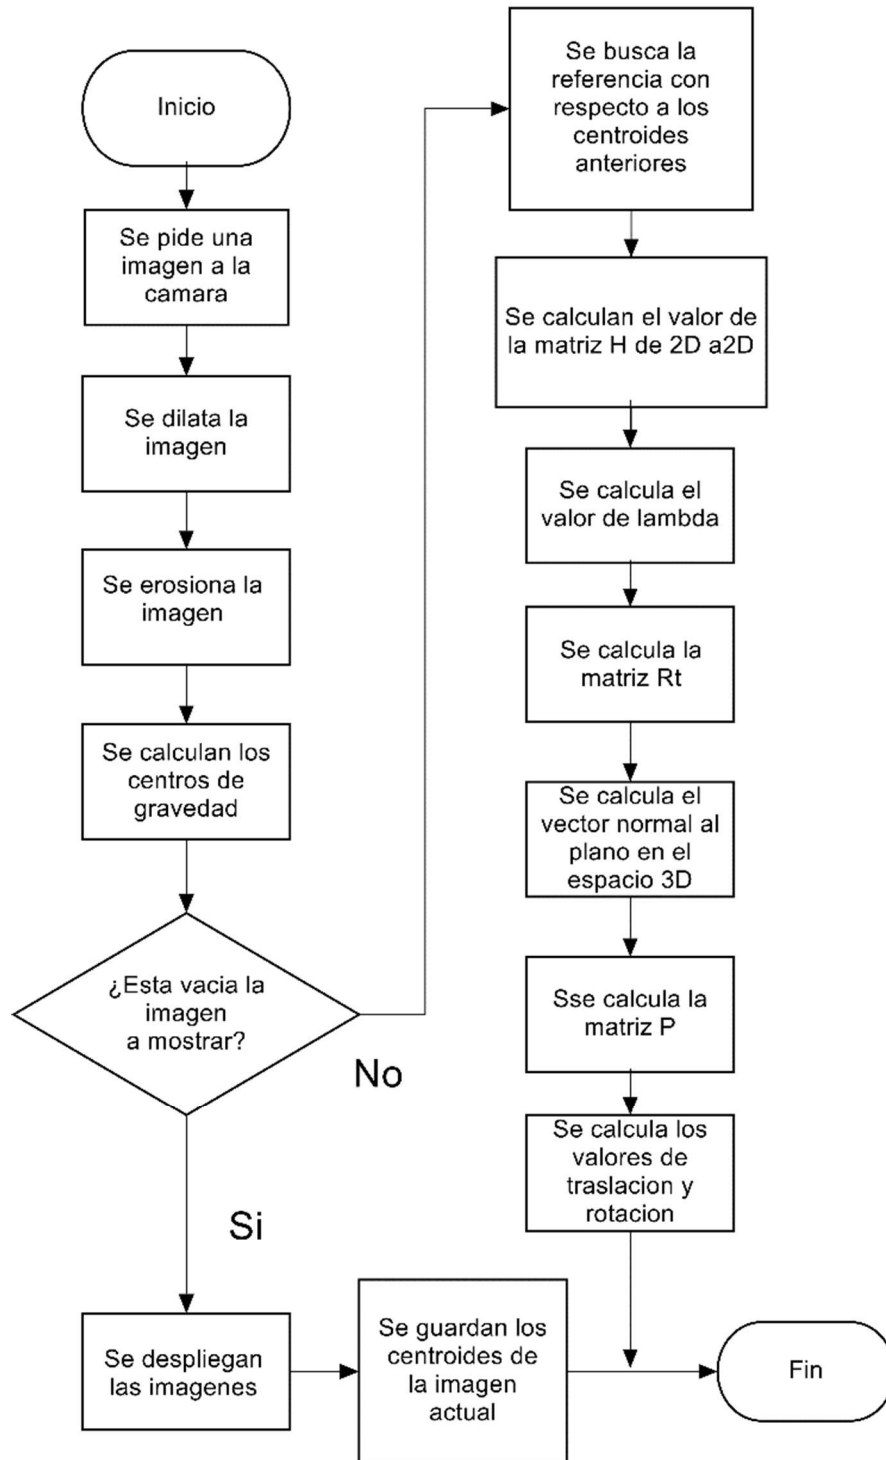 Inicio
Se pide una
imagen a la
camara
Se dilata la
imagen
Se erosiona la
imagen
Se calculan los
centros de
gravedad
¿Esta vacia la
imagen
a mostrar?
No
Si
Se despliegan
las imagenes
Se guardan los
centroides de
la imagen
actual
Se busca la
referencia con
respecto a los
centroides
anteriores
Se calculan el valor de
la matriz H de 2D a2D
Se calcula el
valor de lambda
Se calcula la
matriz Rt
Se calcula el
vector normal al
plano en el
espacio 3D
Sse calcula la
matriz P
Se calcula los
valores de
traslacion y
rotacion
Fin